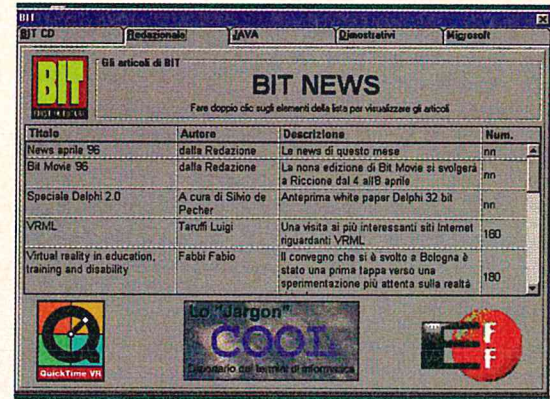 BIT
BIT CD
Redazionale
JAVA
Dimostrativi
Microsoft
Gli articoli di BIT
BIT
BIT NEWS
Fare doppio clic sugli elementi della lista per visualizzare gli articoli
Titolo Autore Descrizione Num.
News aprile '96 dalla Redazione Le news di questo mese nn
Bit Movie 96 dalla Redazione La nona edizione di Bit Movie si svolgerà
a Riccione dal 4 all'8 aprile nn
Speciale Delphi 2.0 A cura di Silvio de
Pecher Anteprima white paper Delphi 32 bit nn
VRML Taruffi Luigi Una visita ai più interessanti siti Internet
riguardanti VRML 160
Virtual reality in education,
training and disability Fabbi Fabio Il convegno che si è svolto a Bologna è
stato una prima tappa verso una
sperimentazione più attenta sulla realtà 180
QuickTime VR
Lo "Jargon"
COOL
Dizionario dei termini di informatica
E F F